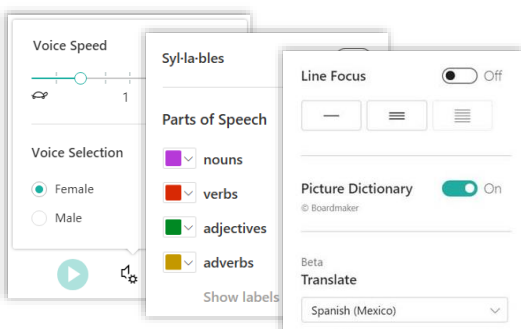 Voice Speed
1
Voice Selection
Female
Male
Syl·la·bles
Parts of Speech
nouns
verbs
adjectives
adverbs
Show labels
Line Focus
Off
Picture Dictionary
On
© Boardmaker
Beta
Translate
Spanish (Mexico)